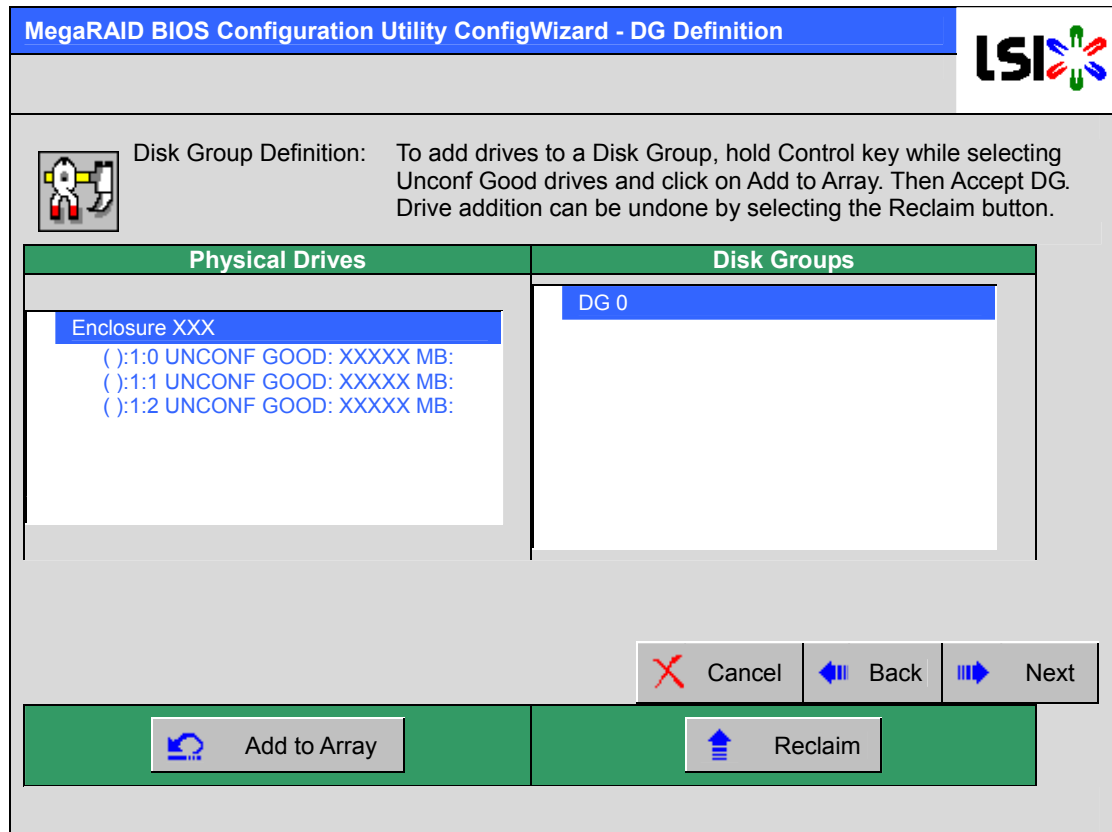 MegaRAID BIOS Configuration Utility ConfigWizard - DG Definition
LSI
Disk Group Definition: To add drives to a Disk Group, hold Control key while selecting
Unconf Good drives and click on Add to Array. Then Accept DG.
Drive addition can be undone by selecting the Reclaim button.
Physical Drives
Enclosure XXX
( ):1:0 UNCONF GOOD: XXXXX MB:
( ):1:1 UNCONF GOOD: XXXXX MB:
( ):1:2 UNCONF GOOD: XXXXX MB:
Disk Groups
DG 0
Cancel Back Next
Add to Array Reclaim